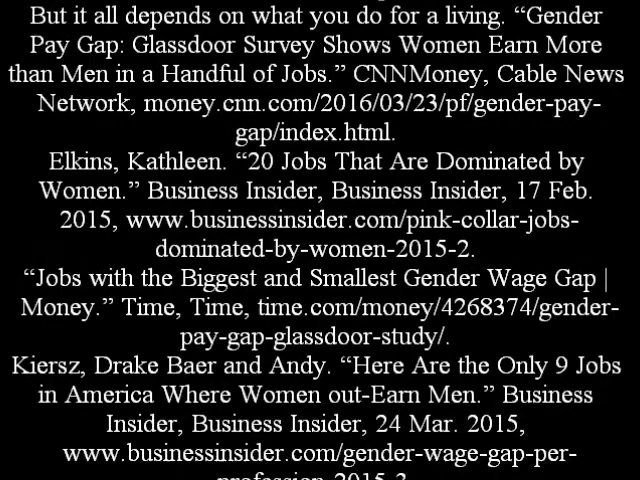 But it all depends on what you do for a living. “Gender
Pay Gap: Glassdoor Survey Shows Women Earn More
than Men in a Handful of Jobs.” CNNMoney, Cable News
Network, money.cnn.com/2016/03/23/pf/gender-pay-
gap/index.html.
Elkins, Kathleen. “20 Jobs That Are Dominated by
Women.” Business Insider, Business Insider, 17 Feb.
2015, www.businessinsider.com/pink-collar-jobs-
dominated-by-women-2015-2.
“Jobs with the Biggest and Smallest Gender Wage Gap |
Money.” Time, Time, time.com/money/4268374/gender-
pay-gap-glassdoor-study/.
Kiersz, Drake Baer and Andy. “Here Are the Only 9 Jobs
in America Where Women out-Earn Men.” Business
Insider, Business Insider, 24 Mar. 2015,
www.businessinsider.com/gender-wage-gap-per-
profession-2015-3